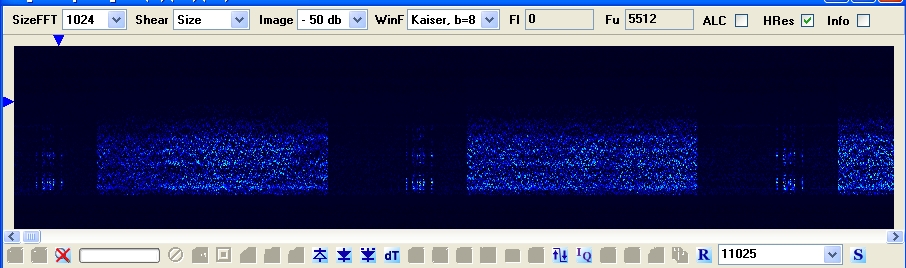 SizeFFT 1024 Shear Size Image - 50 db WinF Kaiser, b=8 Fl 0 Fu 5512 ALC HRes Info
dT IQ R 11025 S